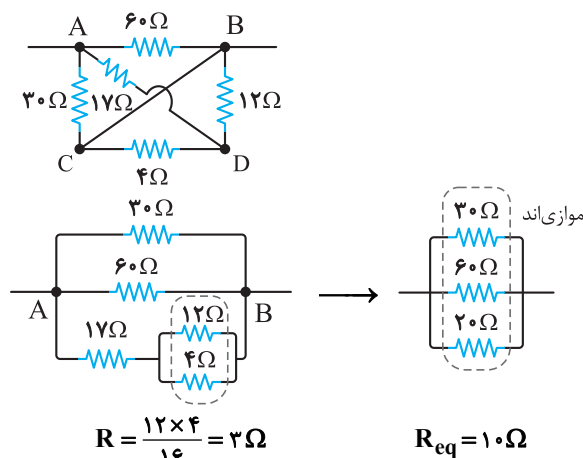 ۶۰Ω
A
B
۳۰Ω
۱۷Ω
۱۲Ω
C
D
۴Ω
۳۰Ω
۶۰Ω
A
B
۱۲Ω
۱۷Ω
۴Ω
R = ۱۲ × ۴ / ۱۶ = ۳Ω
موازی‌اند
۳۰Ω
۶۰Ω
۲۰Ω
Req = ۱۰Ω